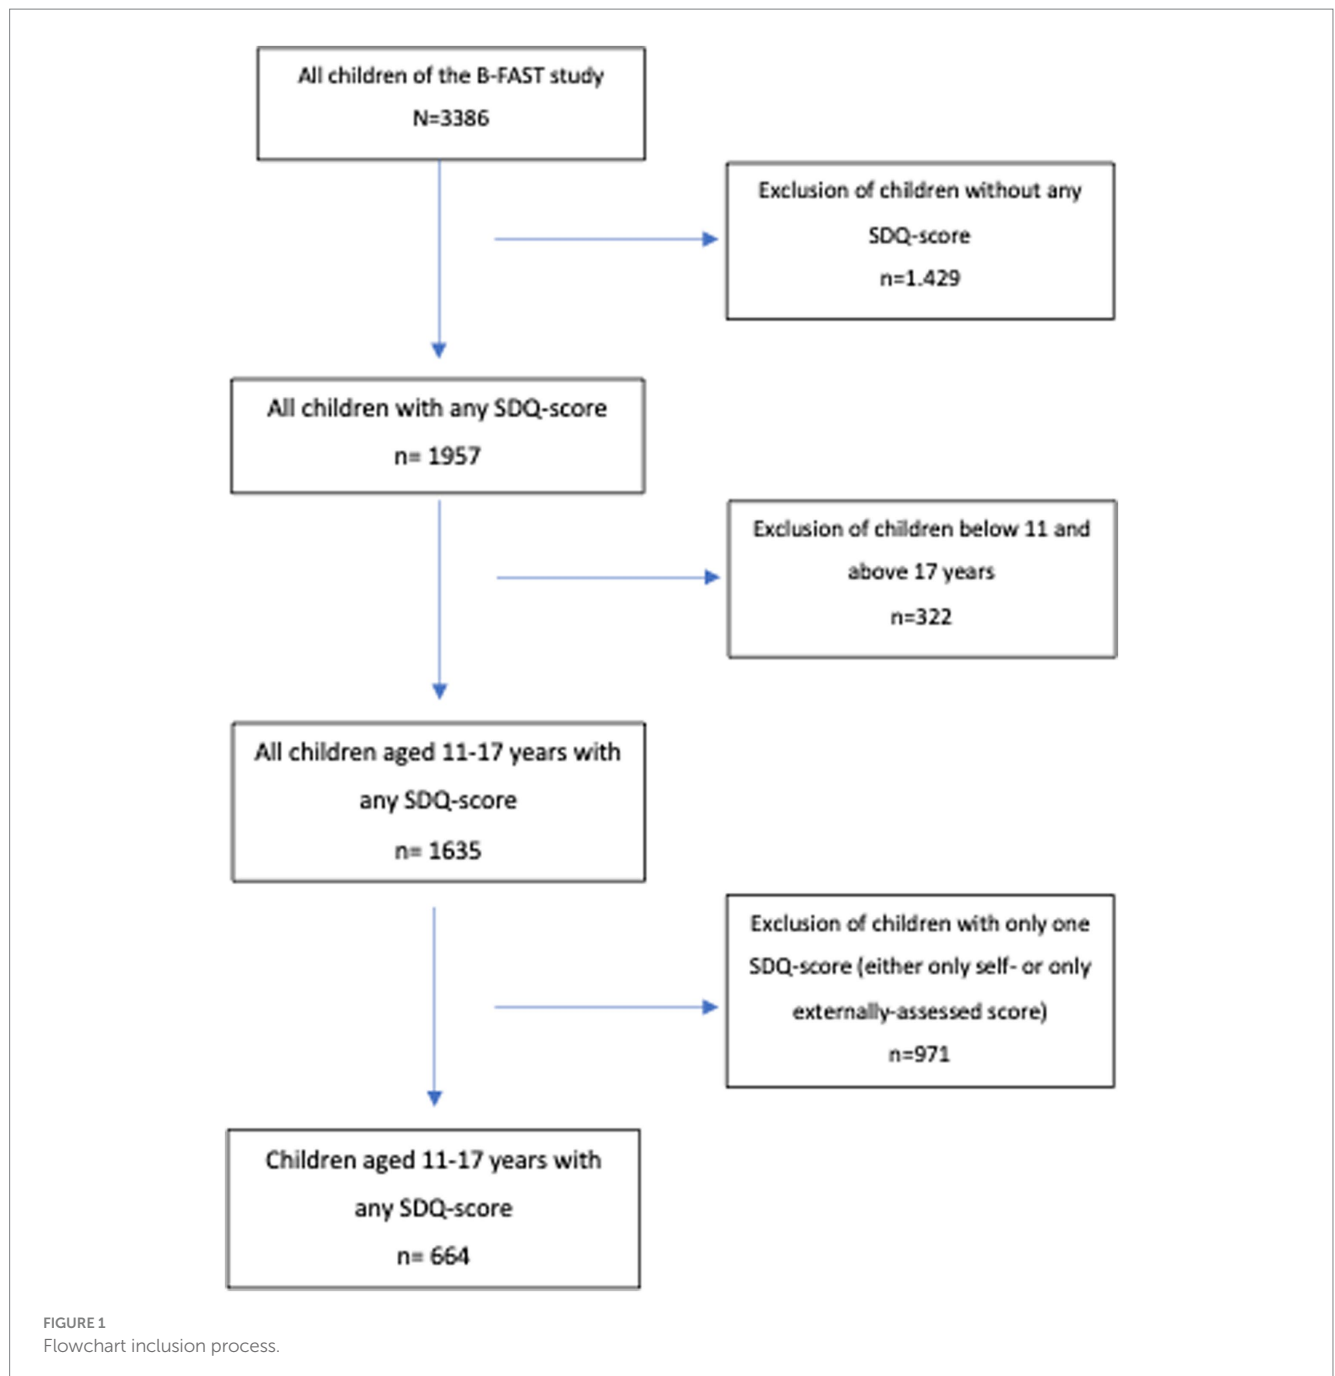 All children of the B-FAST study
N=3386
Exclusion of children without any
SDQ-score
n=1.429
All children with any SDQ-score
n= 1957
Exclusion of children below 11 and
above 17 years
n=322
All children aged 11-17 years with
any SDQ-score
n= 1635
Exclusion of children with only one
SDQ-score (either only self- or only
externally-assessed score)
n=971
Children aged 11-17 years with
any SDQ-score
n= 664
FIGURE 1
Flowchart inclusion process.